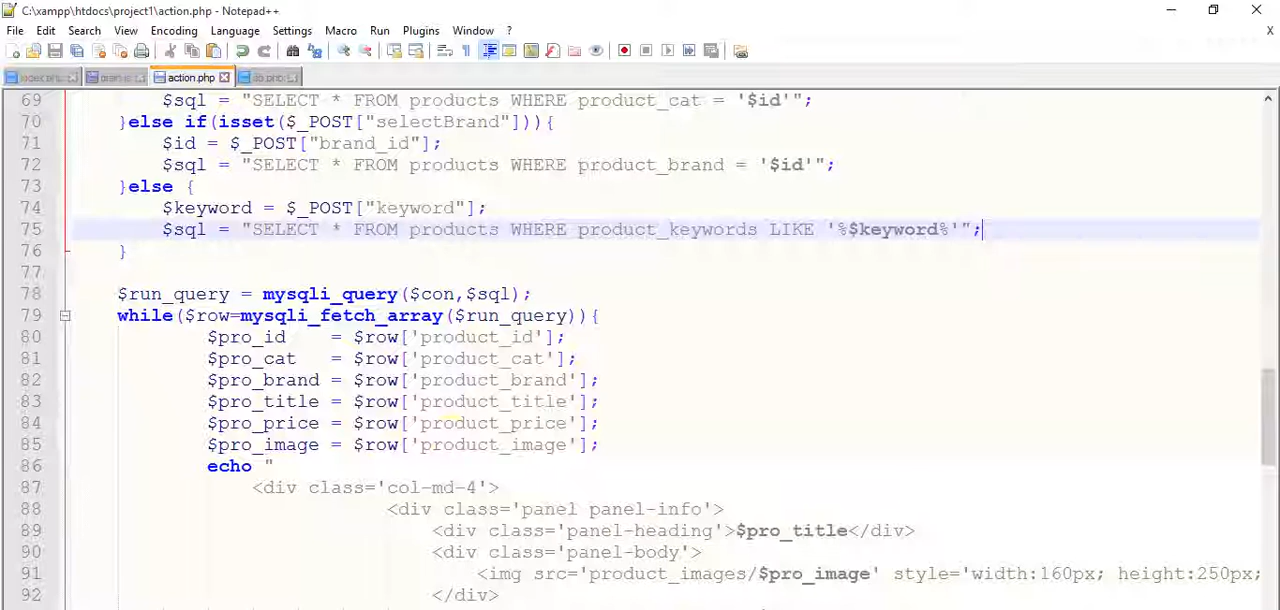 C:\xampp\htdocs\project1\action.php - Notepad++
File Edit Search View Encoding Language Settings Macro Run Plugins Window ?
X
action.php
69 $sql = "SELECT * FROM products WHERE product_cat = '$id'";
70 }else if(isset($_POST["selectBrand"])){
71 $id = $_POST["brand_id"];
72 $sql = "SELECT * FROM products WHERE product_brand = '$id'";
73 }else {
74 $keyword = $_POST["keyword"];
75 $sql = "SELECT * FROM products WHERE product_keywords LIKE '%$keyword%'";
76 }
77
78 $run_query = mysqli_query($con,$sql);
79 while($row=mysqli_fetch_array($run_query)){
80 $pro_id = $row['product_id'];
81 $pro_cat = $row['product_cat'];
82 $pro_brand = $row['product_brand'];
83 $pro_title = $row['product_title'];
84 $pro_price = $row['product_price'];
85 $pro_image = $row['product_image'];
86 echo "
87 <div class='col-md-4'>
88 <div class='panel panel-info'>
89 <div class='panel-heading'>$pro_title</div>
90 <div class='panel-body'>
91 <img src='product_images/$pro_image' style='width:160px; height:250px;
92 </div>